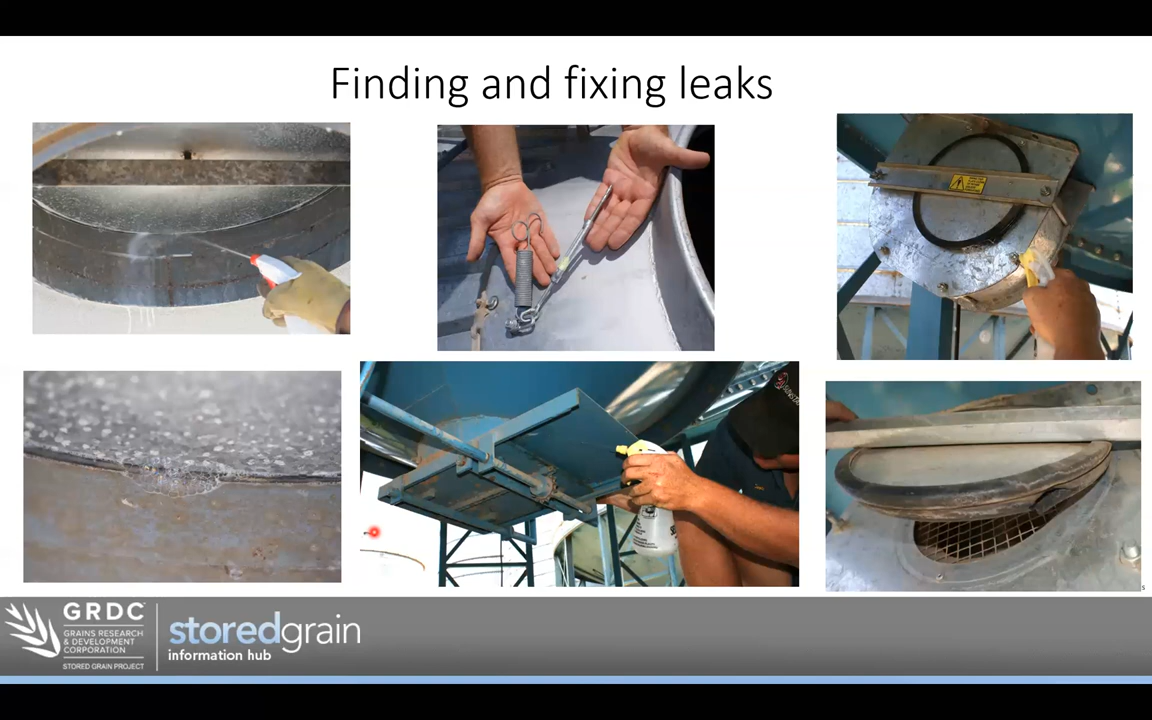 Finding and fixing leaks
GRDC
GRAINS RESEARCH
& DEVELOPMENT
CORPORATION
STORED GRAIN PROJECT
storedgrain
information hub